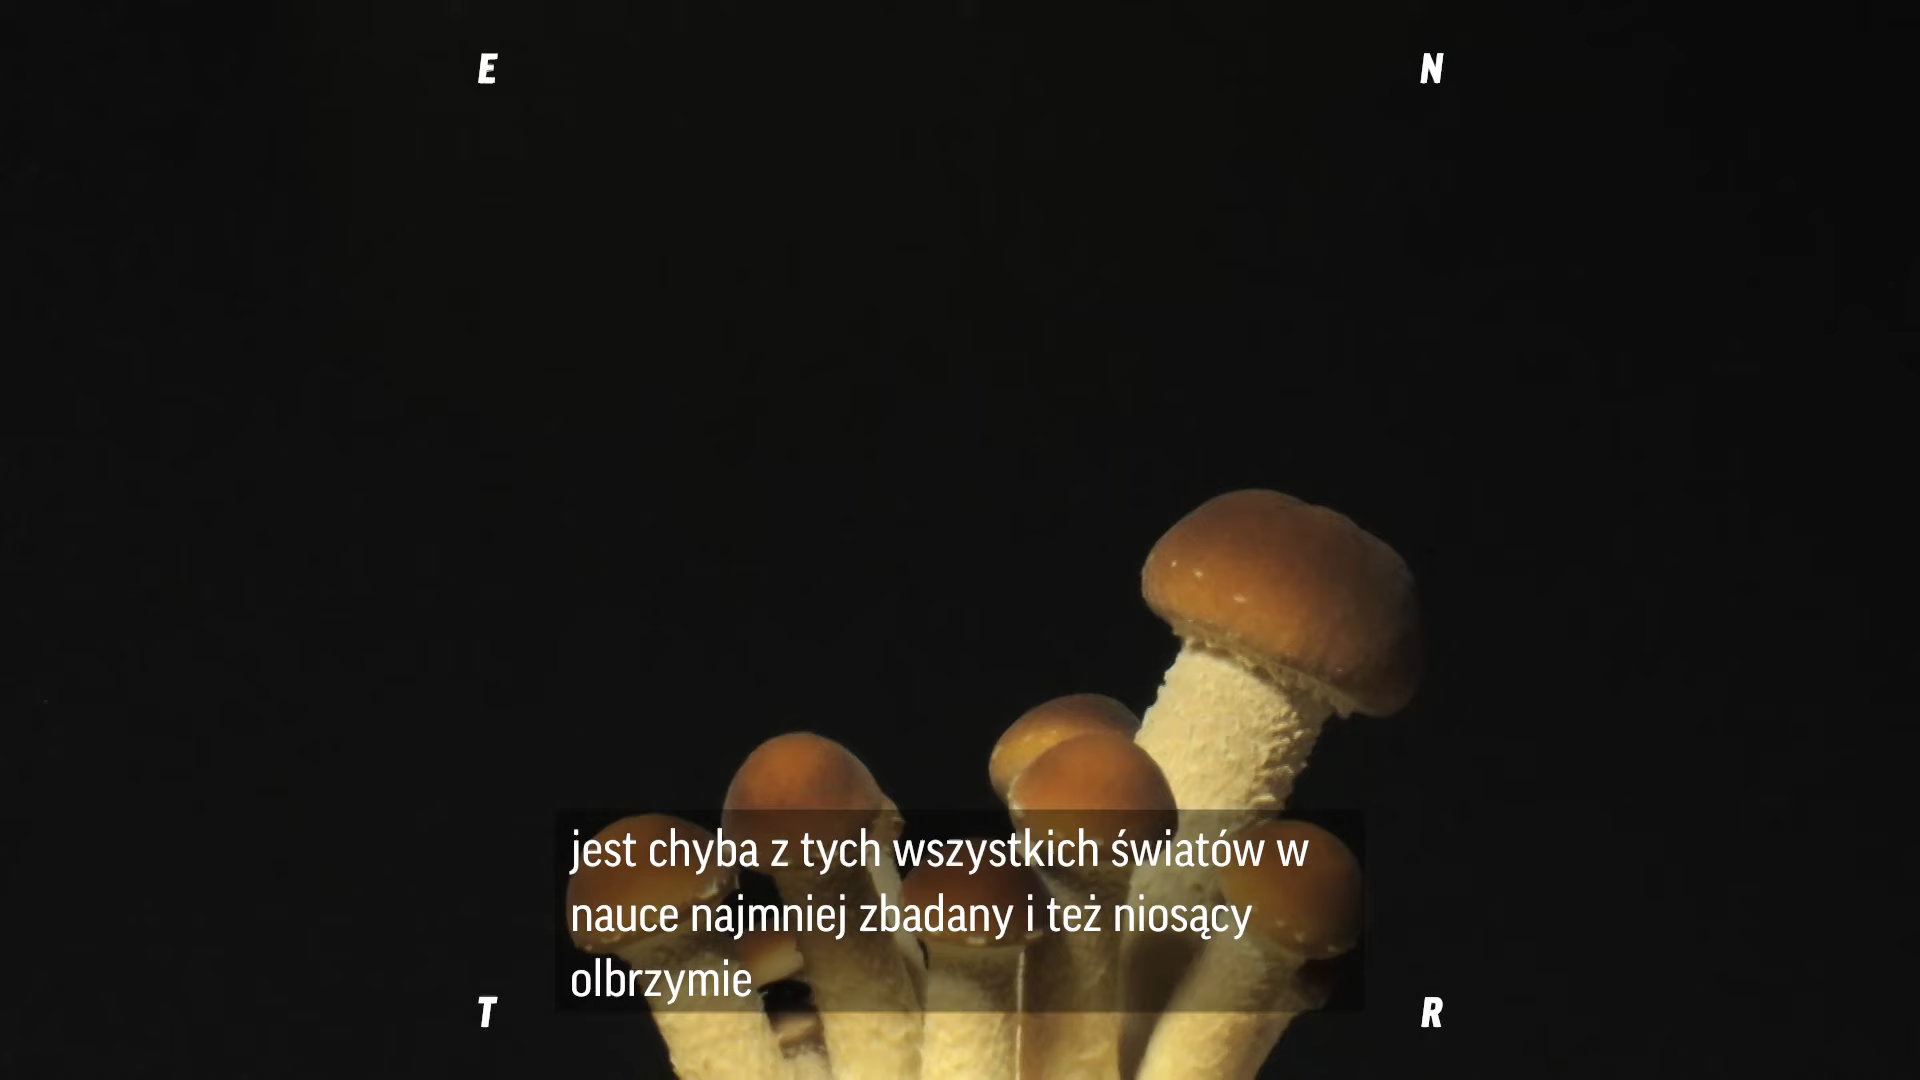 E
N
jest chyba z tych wszystkich światów w
nauce najmniej zbadany i też niosący
olbrzymie
T
R